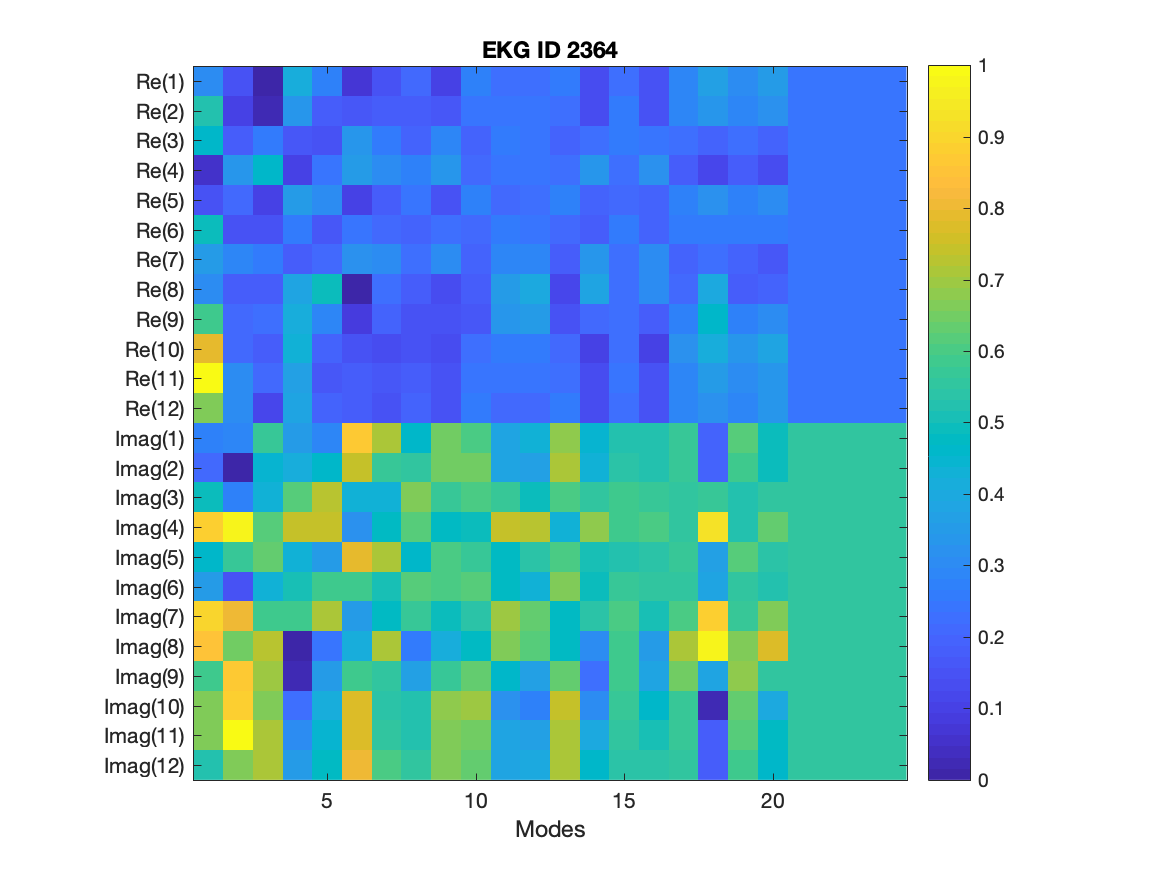 EKG ID 2364
Re(1)
Re(2)
Re(3)
Re(4)
Re(5)
Re(6)
Re(7)
Re(8)
Re(9)
Re(10)
Re(11)
Re(12)
Imag(1)
Imag(2)
Imag(3)
Imag(4)
Imag(5)
Imag(6)
Imag(7)
Imag(8)
Imag(9)
Imag(10)
Imag(11)
Imag(12)
5 10 15 20
Modes
1
0.9
0.8
0.7
0.6
0.5
0.4
0.3
0.2
0.1
0